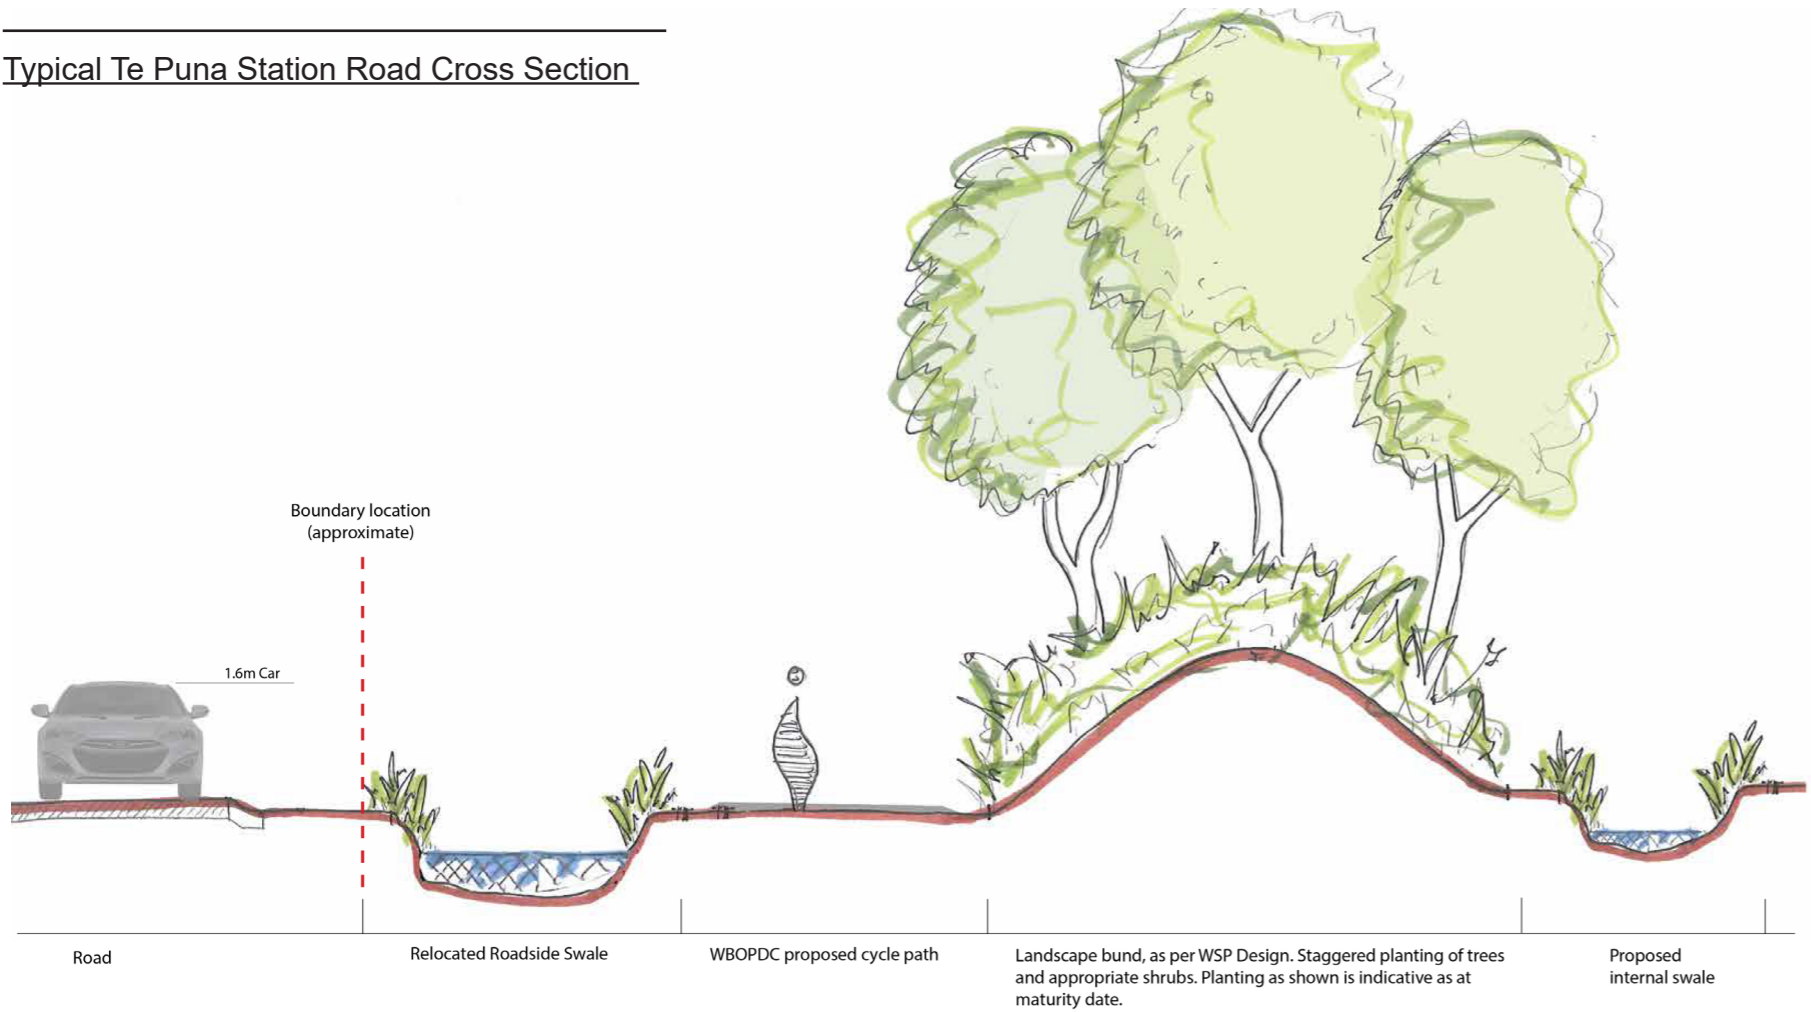 Typical Te Puna Station Road Cross Section
Boundary location
(approximate)
1.6m Car
Road
Relocated Roadside Swale
WBOPDC proposed cycle path
Landscape bund, as per WSP Design. Staggered planting of trees
and appropriate shrubs. Planting as shown is indicative as at
maturity date.
Proposed
internal swale